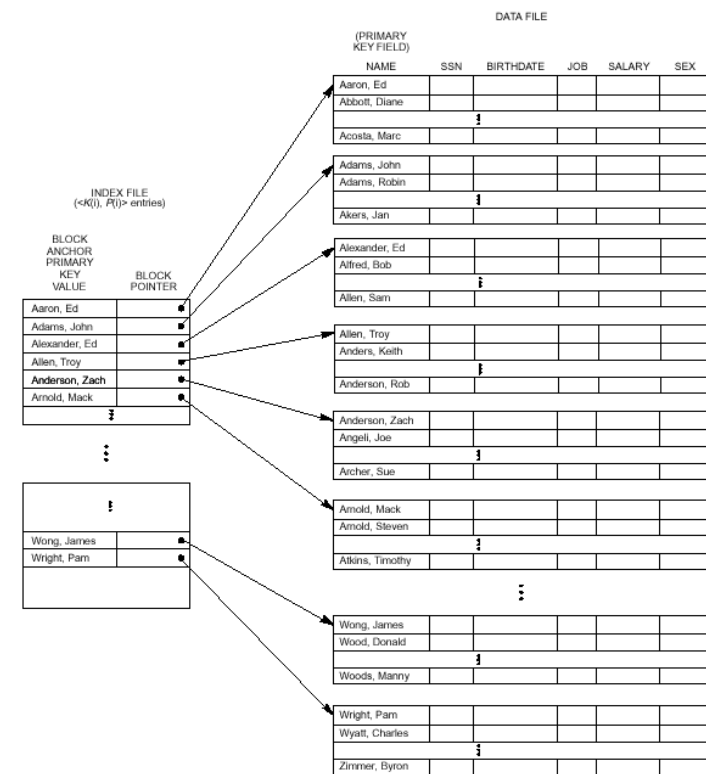 DATA FILE
(PRIMARY
KEY FIELD)
NAME SSN BIRTHDATE JOB SALARY SEX
Aaron, Ed
Abbott, Diane
Acosta, Marc
Adams, John
Adams, Robin
Akers, Jan
Alexander, Ed
Alfred, Bob
Allen, Sam
Allen, Troy
Anders, Keith
Anderson, Rob
Anderson, Zach
Angeli, Joe
Archer, Sue
Arnold, Mack
Arnold, Steven
Atkins, Timothy
Wong, James
Wood, Donald
Woods, Manny
Wright, Pam
Wyatt, Charles
Zimmer, Byron
INDEX FILE
(<K(i), P(i)> entries)
BLOCK
ANCHOR
PRIMARY
KEY
VALUE
BLOCK
POINTER
Aaron, Ed
Adams, John
Alexander, Ed
Allen, Troy
Anderson, Zach
Arnold, Mack
Wong, James
Wright, Pam